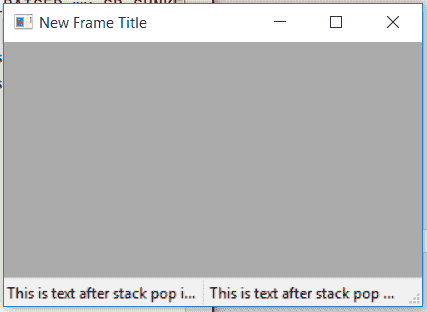 New Frame Title
This is text after stack pop i... This is text after stack pop ...